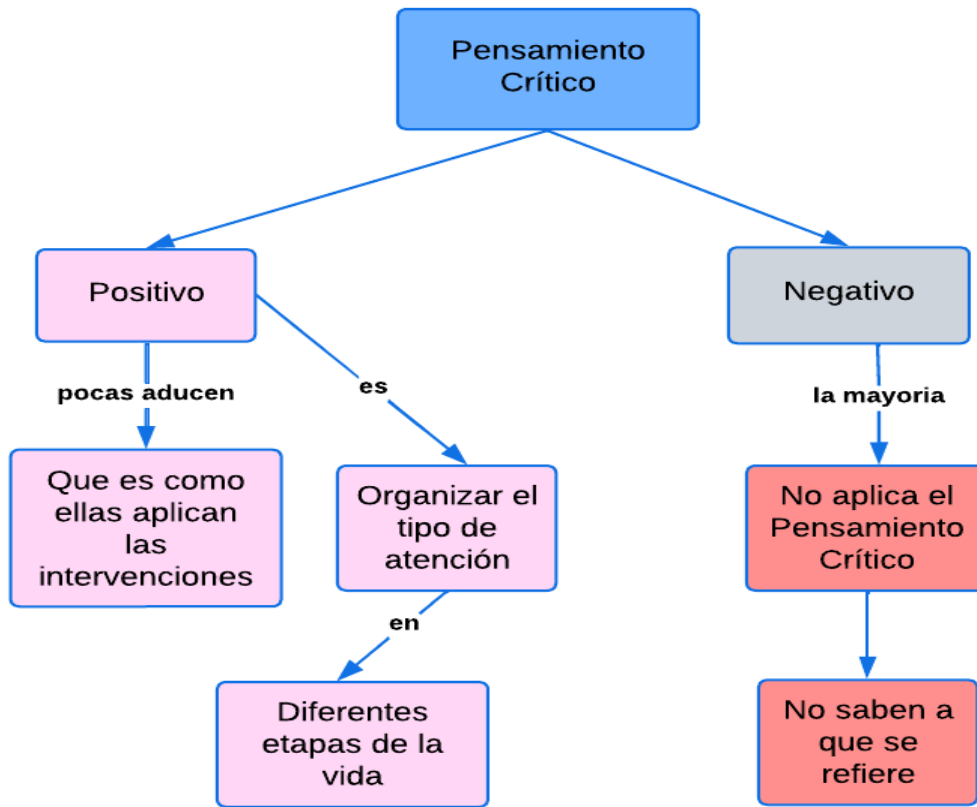 Pensamiento
Crítico
Positivo
Negativo
pocas aducen
es
la mayoria
Que es como
ellas aplican
las
intervenciones
Organizar el
tipo de
atención
No aplica el
Pensamiento
Crítico
en
Diferentes
etapas de la
vida
No saben a
que se
refiere